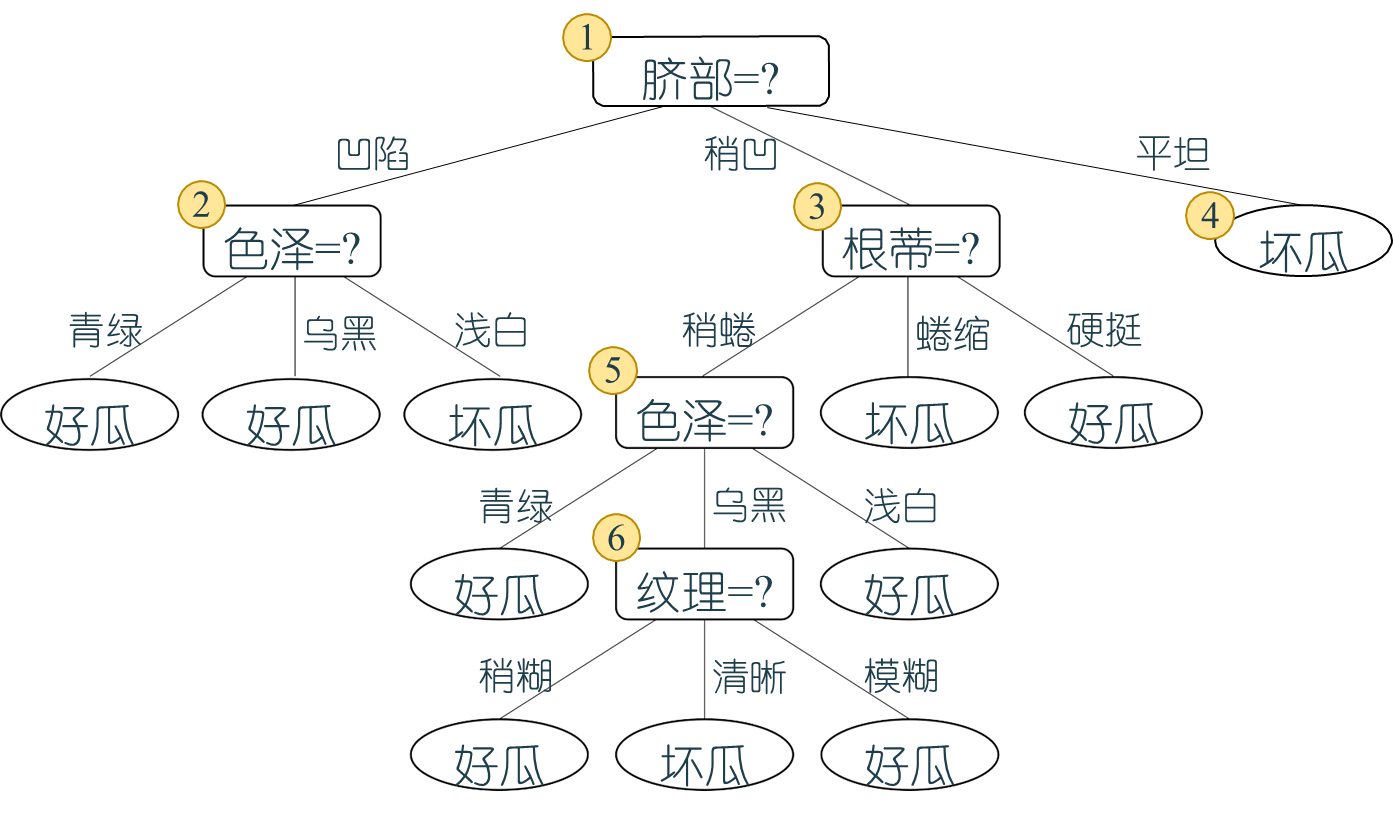 1
脐部=?
凹陷
稍凹
平坦
2
色泽=?
3
根蒂=?
4
坏瓜
青绿
乌黑
浅白
稍蜷
蜷缩
硬挺
好瓜
好瓜
坏瓜
5
色泽=?
坏瓜
好瓜
青绿
乌黑
浅白
好瓜
6
纹理=?
好瓜
稍糊
清晰
模糊
好瓜
坏瓜
好瓜